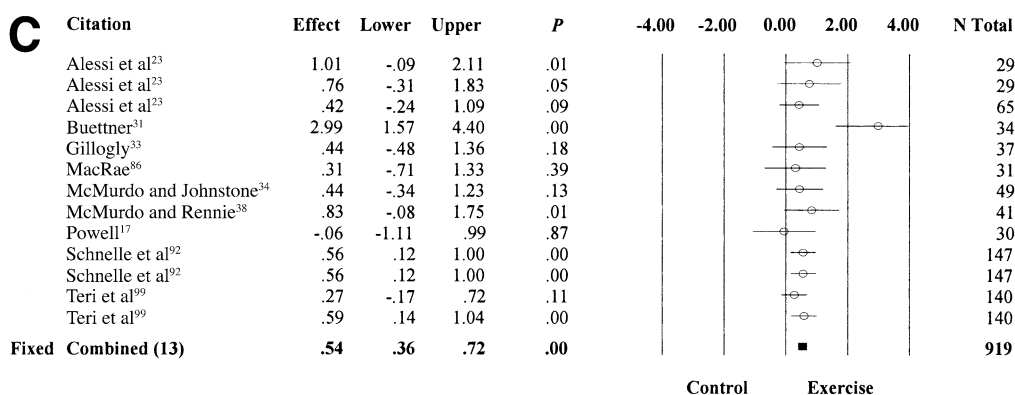 C Citation Effect Lower Upper P -4.00 -2.00 0.00 2.00 4.00 N Total
Alessi et al23 1.01 -.09 2.11 .01 29
Alessi et al23 .76 -.31 1.83 .05 29
Alessi et al23 .42 -.24 1.09 .09 65
Buettner31 2.99 1.57 4.40 .00 34
Gillogly33 .44 -.48 1.36 .18 37
MacRae86 .31 -.71 1.33 .39 31
McMurdo and Johnstone34 .44 -.34 1.23 .13 49
McMurdo and Rennie38 .83 -.08 1.75 .01 41
Powell17 -.06 -1.11 .99 .87 30
Schnelle et al92 .56 .12 1.00 .00 147
Schnelle et al92 .56 .12 1.00 .00 147
Teri et al99 .27 -.17 .72 .11 140
Teri et al99 .59 .14 1.04 .00 140
Fixed Combined (13) .54 .36 .72 .00 919
Control Exercise